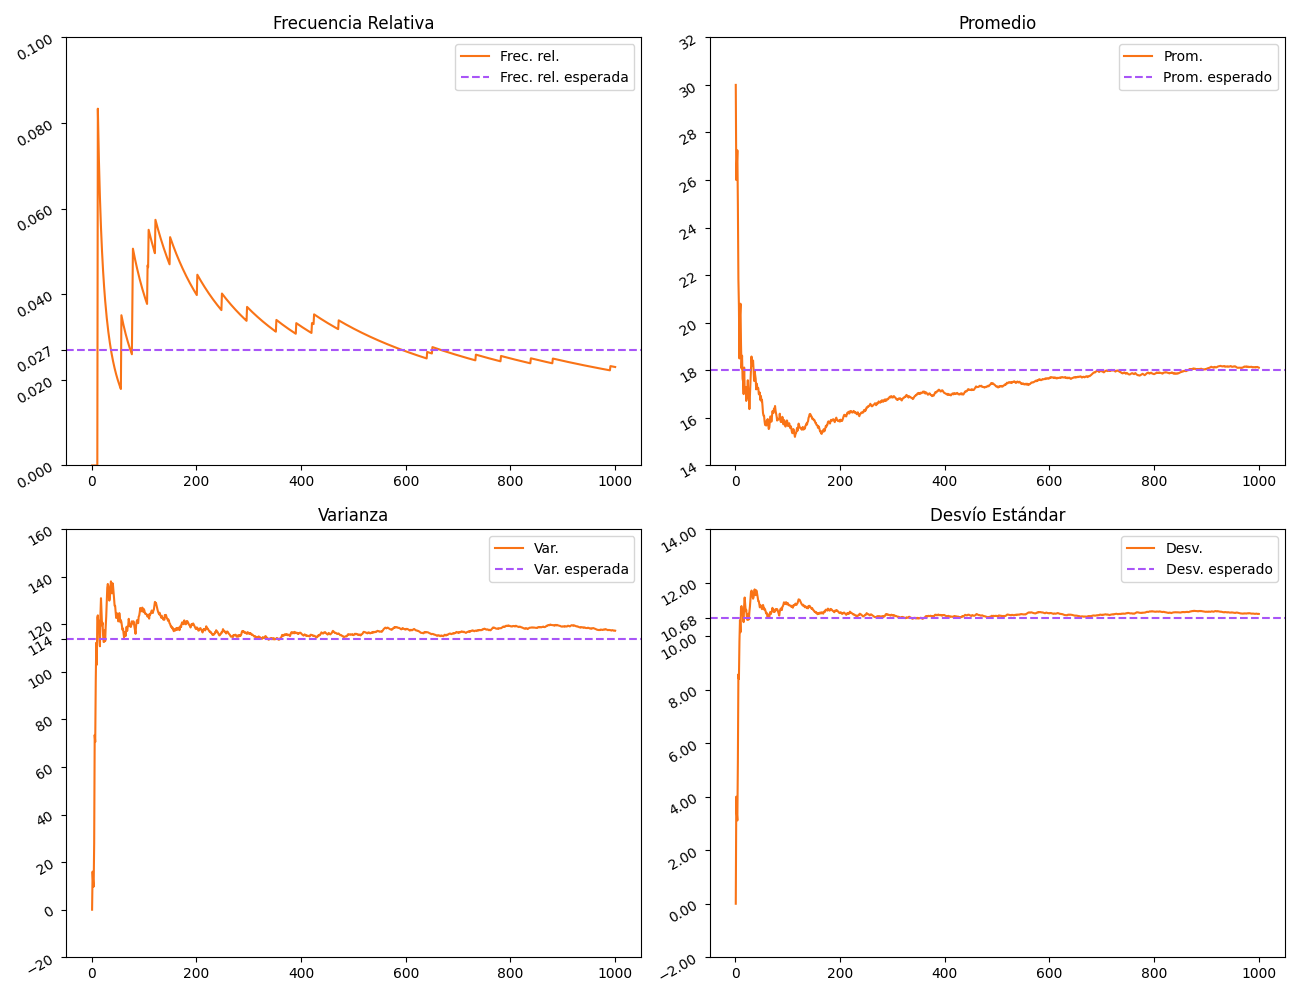 Frecuencia Relativa
0.100
0.080
0.060
0.040
0.027
0.020
0.000
0 200 400 600 800 1000
Frec. rel.
Frec. rel. esperada
Promedio
32
30
28
26
24
22
20
18
16
14
0 200 400 600 800 1000
Prom.
Prom. esperado
Varianza
160
140
120
114
100
80
60
40
20
0
−20
0 200 400 600 800 1000
Var.
Var. esperada
Desvío Estándar
14.00
12.00
10.68
10.00
8.00
6.00
4.00
2.00
0.00
−2.00
0 200 400 600 800 1000
Desv.
Desv. esperado